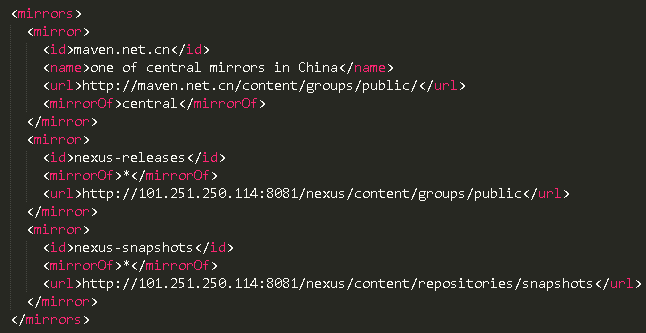 <mirrors>
<mirror>
<id>maven.net.cn</id>
<name>one of central mirrors in China</name>
<url>http://maven.net.cn/content/groups/public/</url>
<mirrorOf>central</mirrorOf>
</mirror>
<mirror>
<id>nexus-releases</id>
<mirrorOf>*</mirrorOf>
<url>http://101.251.250.114:8081/nexus/content/groups/public</url>
</mirror>
<mirror>
<id>nexus-snapshots</id>
<mirrorOf>*</mirrorOf>
<url>http://101.251.250.114:8081/nexus/content/repositories/snapshots</url>
</mirror>
</mirrors>